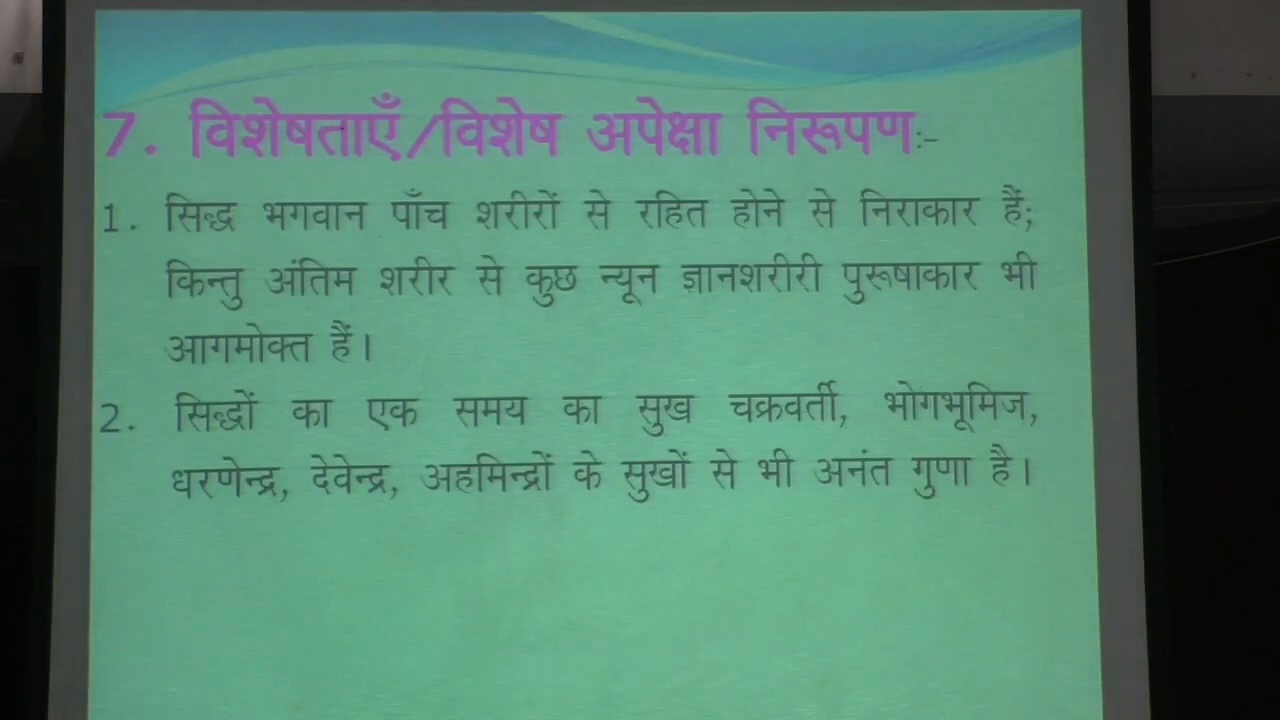 7. विशेषताएँ/विशेष अपेक्षा निरूपण:-
1. सिद्ध भगवान पाँच शरीरों से रहित होने से निराकार हैं;
किन्तु अंतिम शरीर से कुछ न्यून ज्ञानशरीरी पुरूषाकार भी
आगमोक्त हैं।
2. सिद्धों का एक समय का सुख चक्रवर्ती, भोगभूमिज,
धरणेन्द्र, देवेन्द्र, अहमिन्द्रों के सुखों से भी अनंत गुणा है।